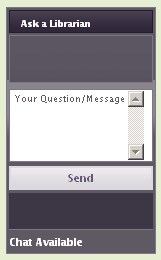 Ask a Librarian
Your Question/Message
Send
Chat Available